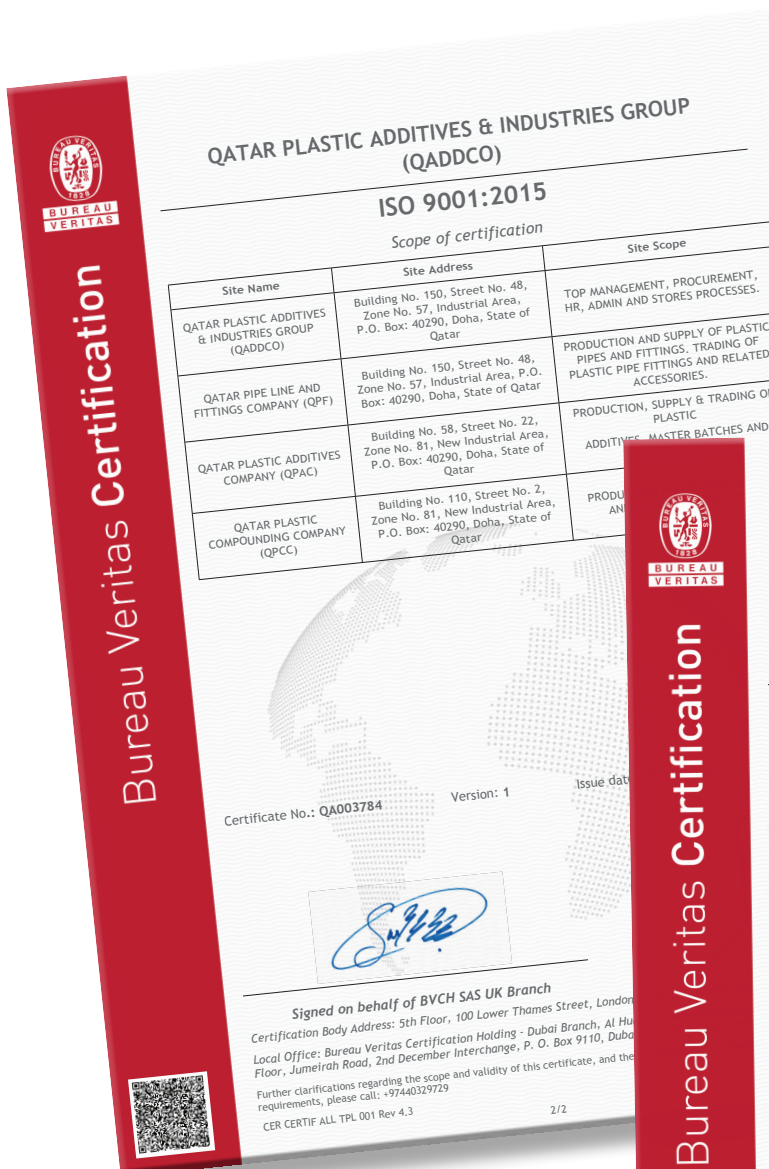 BUREAU VERITAS
1828
BUREAU
VERITAS
Bureau Veritas Certification
QATAR PLASTIC ADDITIVES & INDUSTRIES GROUP
(QADDCO)
ISO 9001:2015
Scope of certification
Site Name
Site Address
Site Scope
QATAR PLASTIC ADDITIVES
& INDUSTRIES GROUP
(QADDCO)
Building No. 150, Street No. 48,
Zone No. 57, Industrial Area,
P.O. Box: 40290, Doha, State of
Qatar
TOP MANAGEMENT, PROCUREMENT,
HR, ADMIN AND STORES PROCESSES.
QATAR PIPE LINE AND
FITTINGS COMPANY (QPF)
Building No. 150, Street No. 48,
Zone No. 57, Industrial Area, P.O.
Box: 40290, Doha, State of Qatar
PRODUCTION AND SUPPLY OF PLASTIC
PIPES AND FITTINGS. TRADING OF
PLASTIC PIPE FITTINGS AND RELATED
ACCESSORIES.
QATAR PLASTIC ADDITIVES
COMPANY (QPAC)
Building No. 58, Street No. 22,
Zone No. 81, New Industrial Area,
P.O. Box: 40290, Doha, State of
Qatar
PRODUCTION, SUPPLY & TRADING OF
PLASTIC
ADDITIVES, MASTER BATCHES AND
QATAR PLASTIC
COMPOUNDING COMPANY
(QPCC)
Building No. 110, Street No. 2,
Zone No. 81, New Industrial Area,
P.O. Box: 40290, Doha, State of
Qatar
PRODU
AN
Certificate No.: QA003784
Version: 1
Issue dat
Signed on behalf of BVCH SAS UK Branch
Certification Body Address: 5th Floor, 100 Lower Thames Street, London
Local Office: Bureau Veritas Certification Holding - Dubai Branch, Al Hu
Floor, Jumeirah Road, 2nd December Interchange, P. O. Box 9110, Duba
Further clarifications regarding the scope and validity of this certificate, and the
requirements, please call: +97440329729
CER CERTIF ALL TPL 001 Rev 4.3
2/2
BUREAU VERITAS
1828
BUREAU
VERITAS
Bureau Veritas Certification